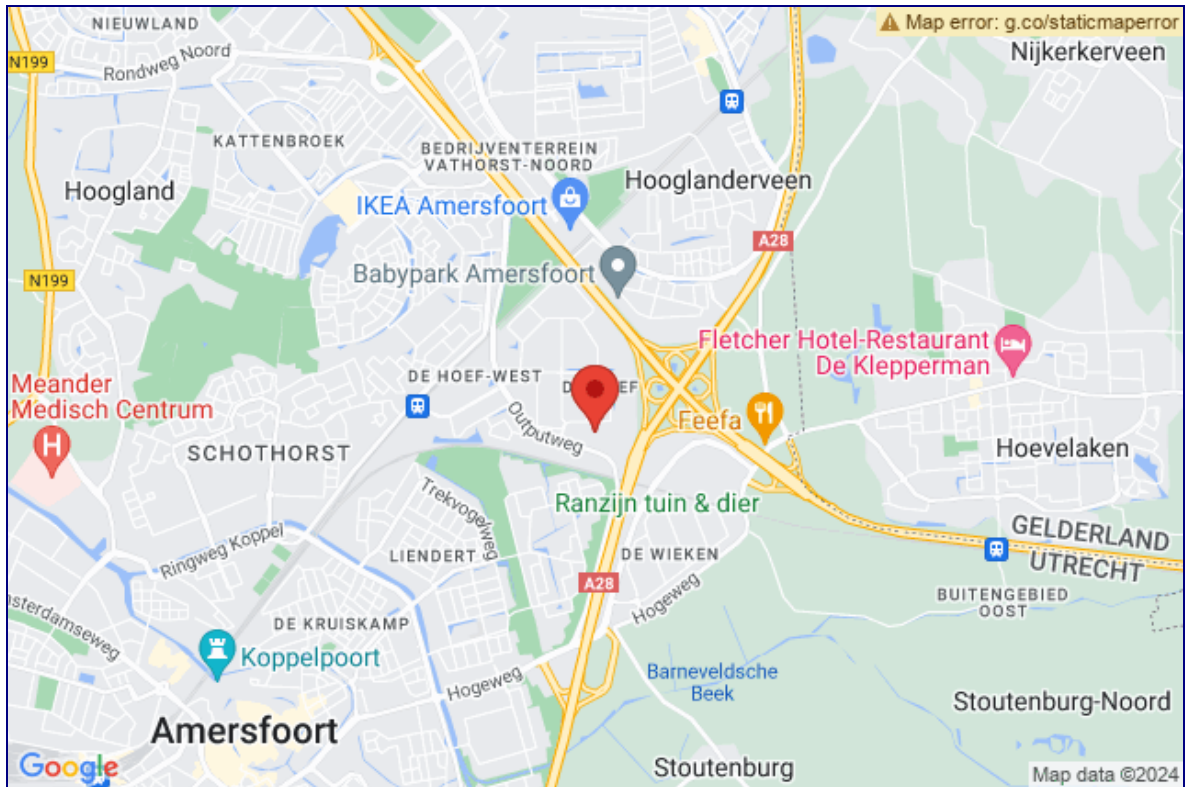 NIEUWLAND
Map error: g.co/staticmaperror
Nijkerkerveen
N199
Rondweg Noord
KATTENBROEK
BEDRIJVENTERREIN
VATHORST-NOORD
Hoogland
Hooglanderveen
IKEA Amersfoort
A28
Babypark Amersfoort
N199
Fletcher Hotel-Restaurant
De Klepperman
Meander
Medisch Centrum
DE HOEF-WEST
Outputweg
Feefa
SCHOTHORST
Hoevelaken
Trekvogelweg
Ranzijn tuin & dier
GELDERLAND
UTRECHT
Ringweg Koppel
LIENDERT
DE WIEKEN
A28
Hogeweg
BUITENGEBIED
OOST
DE KRUISKAMP
Koppelpoort
Hogeweg
Barneveldsche
Beek
Stoutenburg-Noord
Amersfoort
Stoutenburg
Google
Map data ©2024